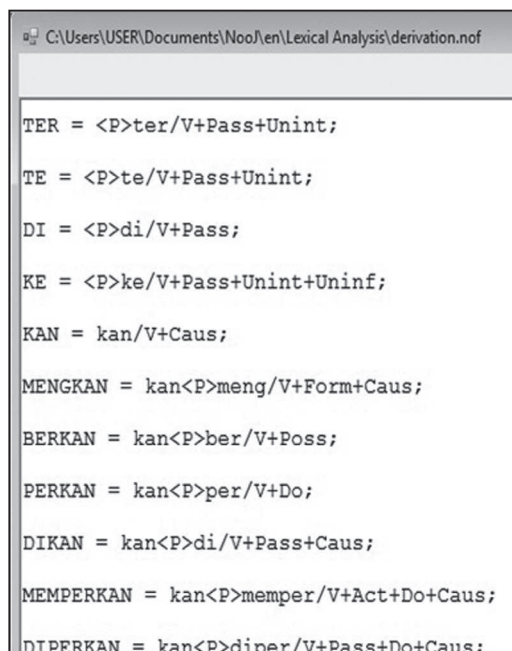 C:\Users\USER\Documents\NooJ\en\Lexical Analysis\derivation.nof
TER = <P>ter/V+Pass+Unint;
TE = <P>te/V+Pass+Unint;
DI = <P>di/V+Pass;
KE = <P>ke/V+Pass+Unint+Uninf;
KAN = kan/V+Caus;
MENGKAN = kan<P>meng/V+Form+Caus;
BERKAN = kan<P>ber/V+Poss;
PERKAN = kan<P>per/V+Do;
DIKAN = kan<P>di/V+Pass+Caus;
MEMPERKAN = kan<P>memper/V+Act+Do+Caus;
DIPERKAN = kan<P>diper/V+Pass+Do+Caus;